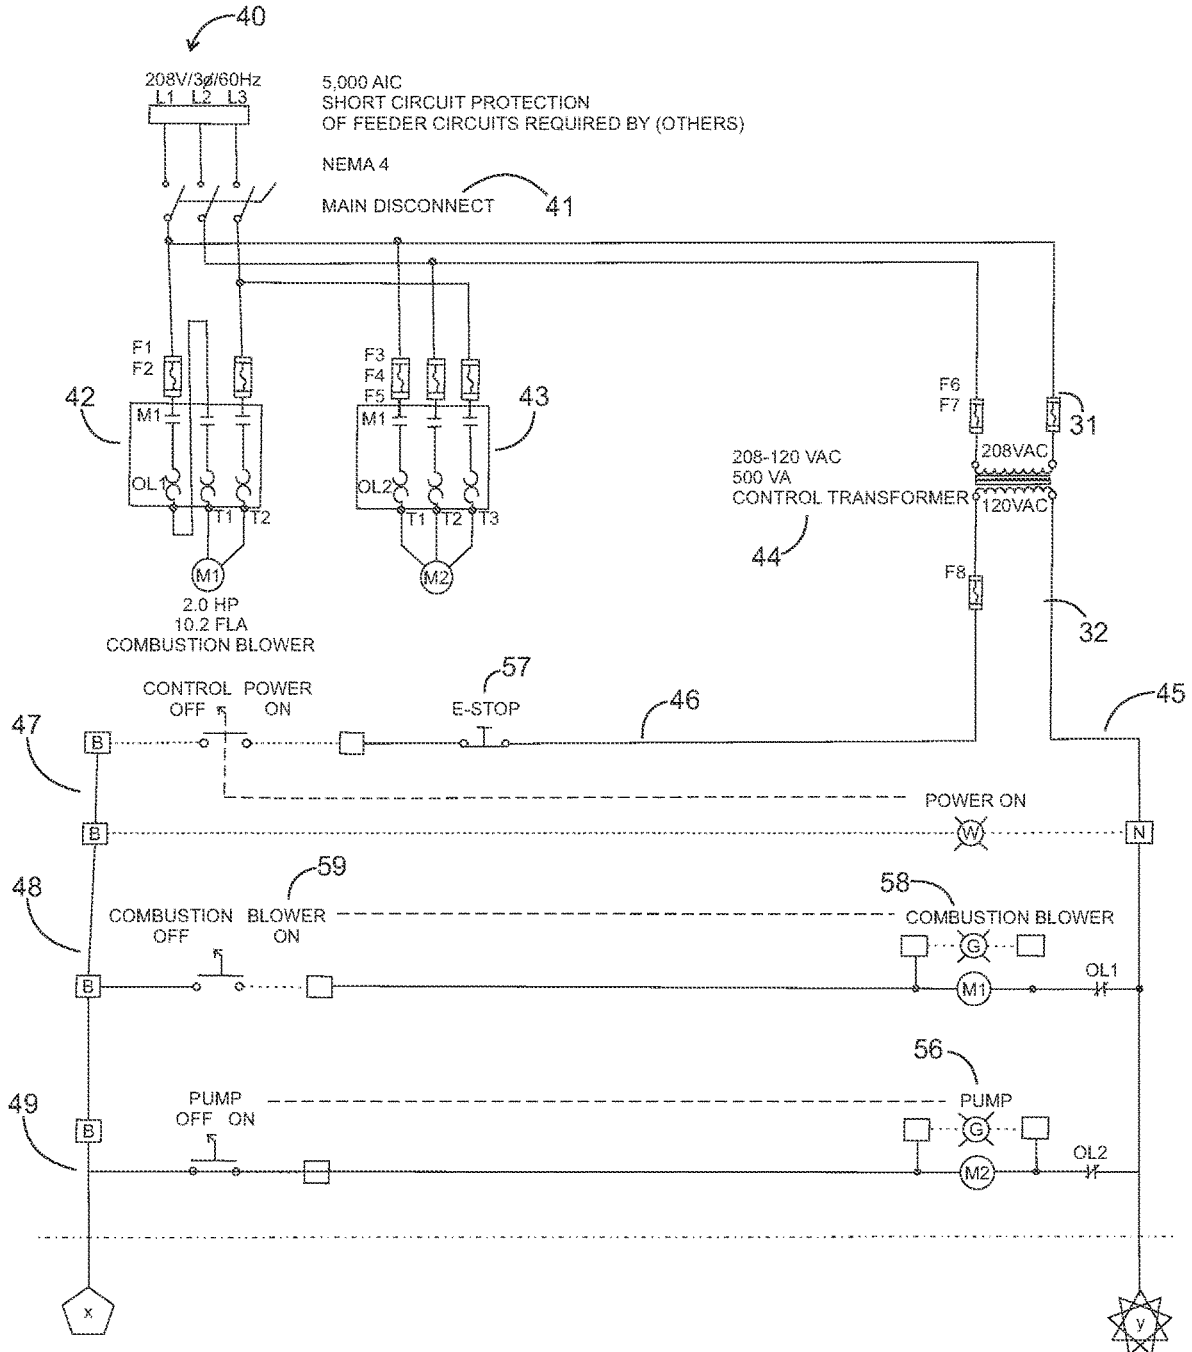 40
208V/3ø/60Hz
L1 L2 L3
5,000 AIC
SHORT CIRCUIT PROTECTION
OF FEEDER CIRCUITS REQUIRED BY (OTHERS)
NEMA 4
MAIN DISCONNECT
41
F1
F2
F3
F4
F5
F6
F7
42
43
31
M1
M1
OL1
OL2
208-120 VAC
500 VA
CONTROL TRANSFORMER
208VAC
120VAC
44
T1 T2
T1 T2 T3
M1
M2
F8
2.0 HP
10.2 FLA
COMBUSTION BLOWER
32
57
CONTROL POWER
OFF ON
E-STOP
46
45
47
B
POWER ON
B
W
N
59
48
58
COMBUSTION BLOWER
OFF ON
COMBUSTION BLOWER
G
B
M1
OL1
56
49
PUMP
OFF ON
PUMP
B
G
M2
OL2
x
y